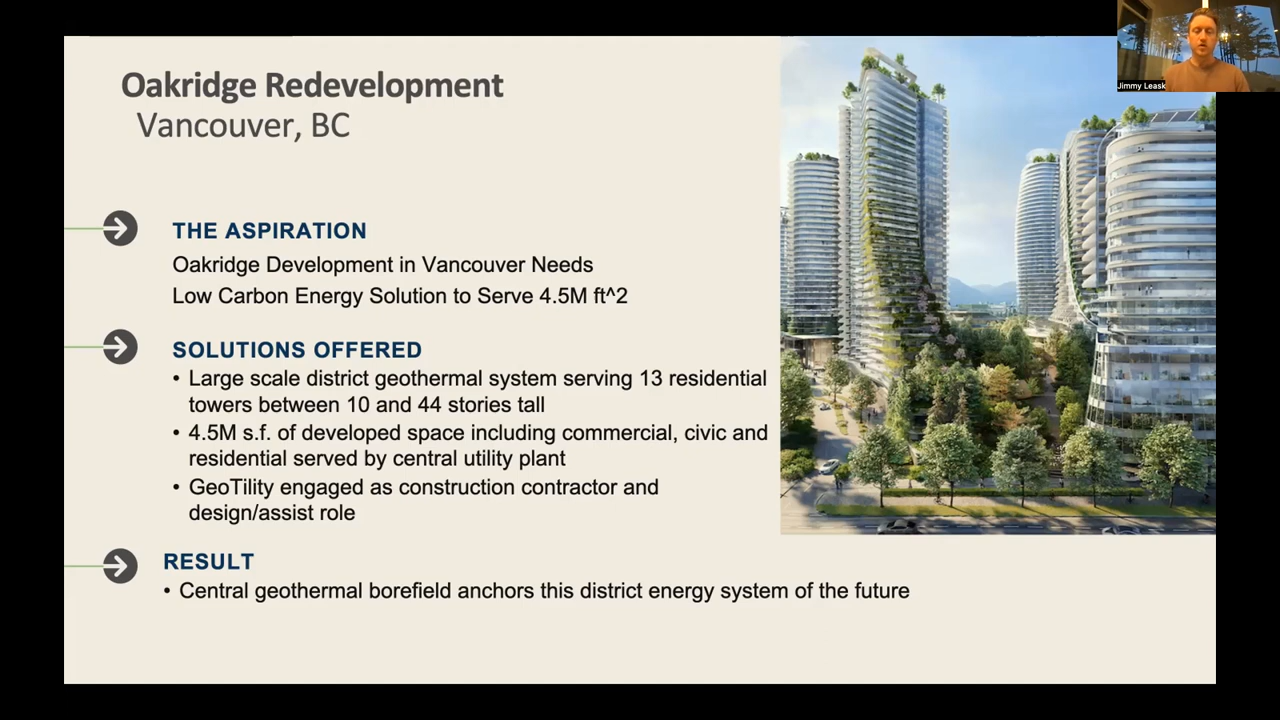 Jimmy Leask
Oakridge Redevelopment
Vancouver, BC
THE ASPIRATION
Oakridge Development in Vancouver Needs
Low Carbon Energy Solution to Serve 4.5M ft^2
SOLUTIONS OFFERED
• Large scale district geothermal system serving 13 residential
towers between 10 and 44 stories tall
• 4.5M s.f. of developed space including commercial, civic and
residential served by central utility plant
• GeoTility engaged as construction contractor and
design/assist role
RESULT
• Central geothermal borefield anchors this district energy system of the future